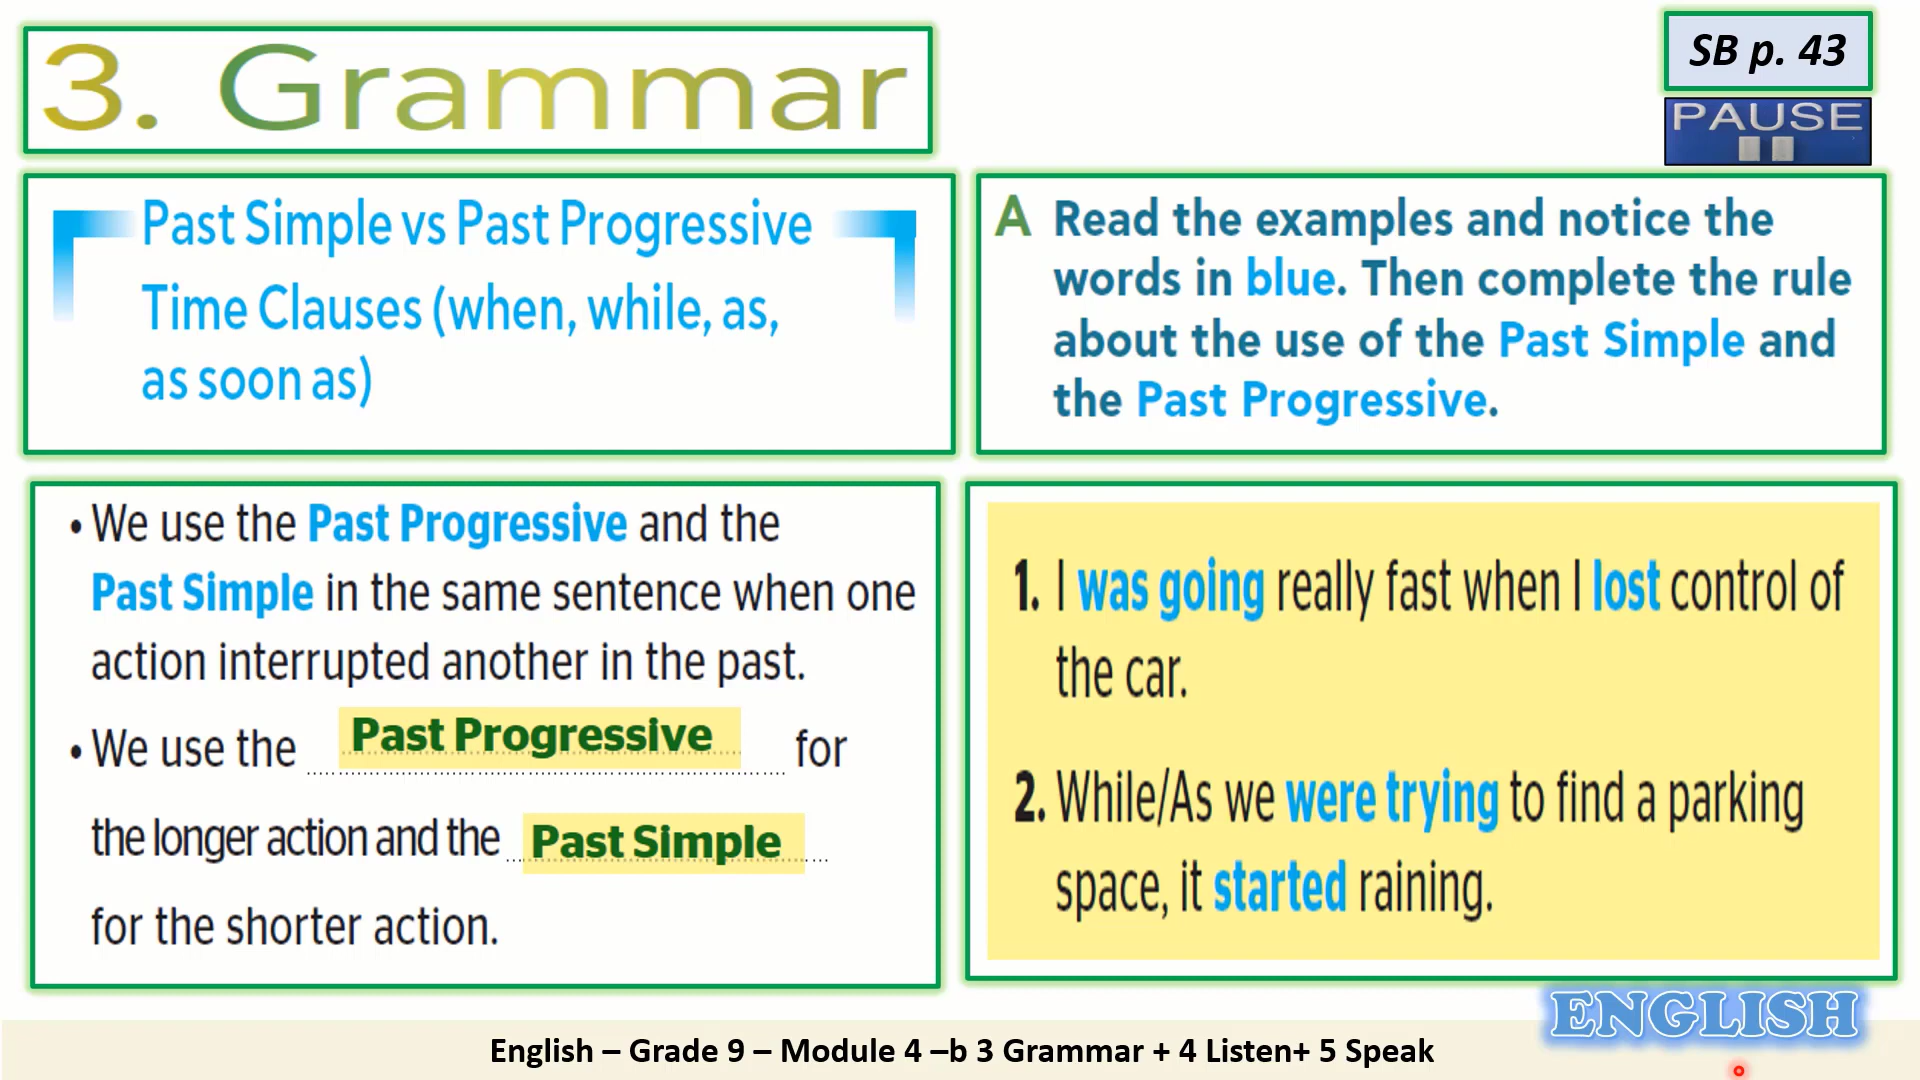 3. Grammar
SB p. 43
PAUSE
Past Simple vs Past Progressive
Time Clauses (when, while, as,
as soon as)
A Read the examples and notice the
words in blue. Then complete the rule
about the use of the Past Simple and
the Past Progressive.
• We use the Past Progressive and the
Past Simple in the same sentence when one
action interrupted another in the past.
• We use the Past Progressive for
the longer action and the Past Simple
for the shorter action.
1. I was going really fast when I lost control of
the car.
2. While/As we were trying to find a parking
space, it started raining.
ENGLISH
English – Grade 9 – Module 4 –b 3 Grammar + 4 Listen+ 5 Speak